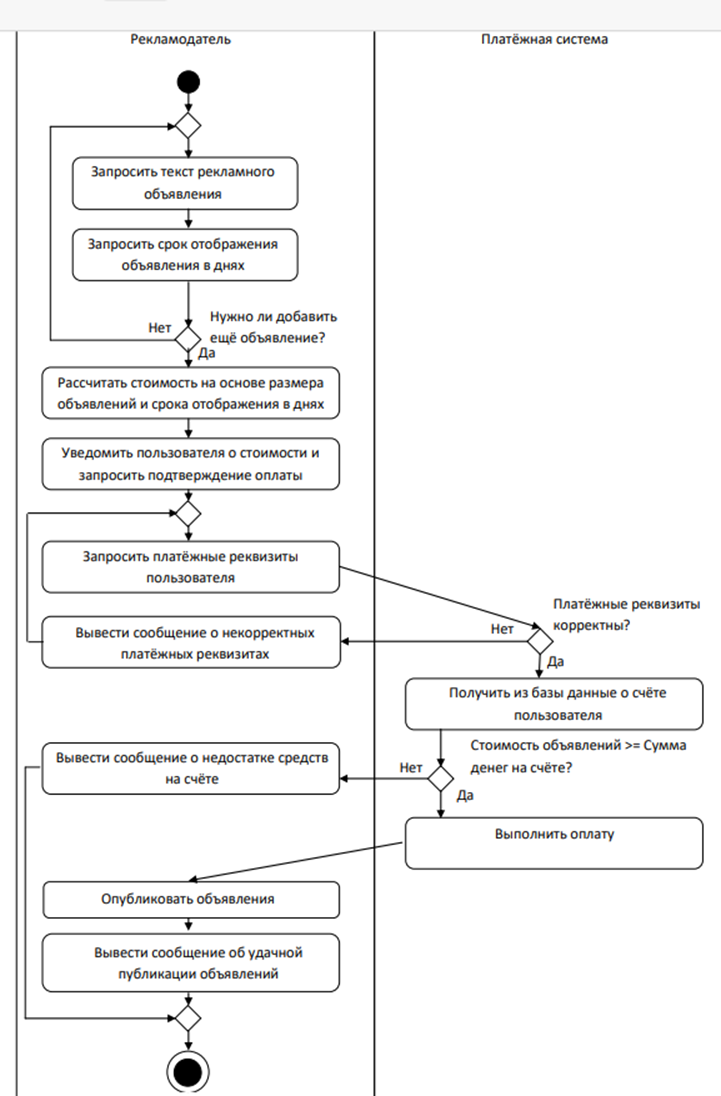 Рекламодатель
Платёжная система
Запросить текст рекламного
объявления
Запросить срок отображения
объявления в днях
Нужно ли добавить
ещё объявление?
Нет
Да
Рассчитать стоимость на основе размера
объявлений и срока отображения в днях
Уведомить пользователя о стоимости и
запросить подтверждение оплаты
Запросить платёжные реквизиты
пользователя
Платёжные реквизиты
корректны?
Нет
Да
Вывести сообщение о некорректных
платёжных реквизитах
Получить из базы данные о счёте
пользователя
Стоимость объявлений >= Сумма
денег на счёте?
Нет
Да
Вывести сообщение о недостатке средств
на счёте
Выполнить оплату
Опубликовать объявления
Вывести сообщение об удачной
публикации объявлений